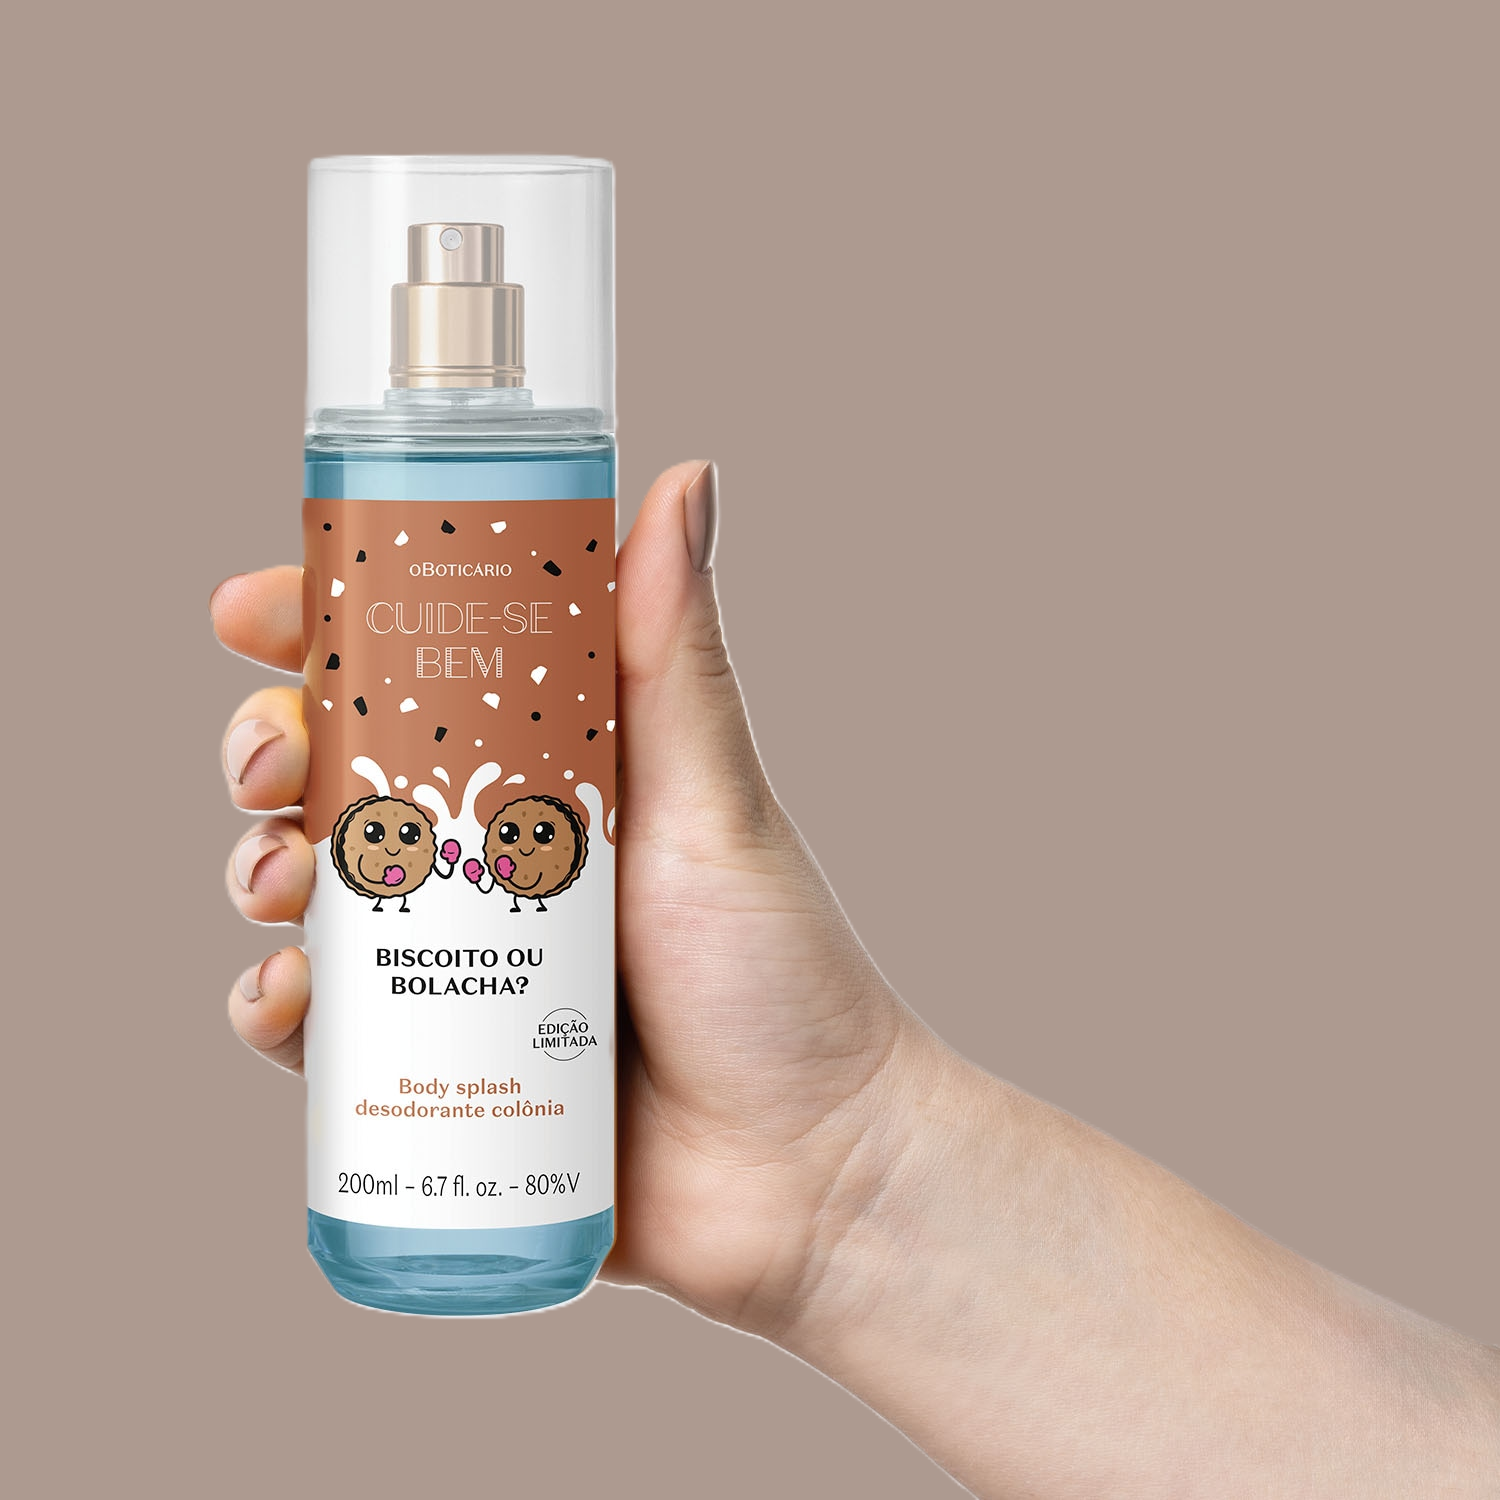 oBOTICÁRIO
CUIDE-SE
BEM
BISCOITO OU
BOLACHA?
EDIÇÃO
LIMITADA
Body splash
desodorante colônia
200ml – 6.7 fl. oz. – 80%V